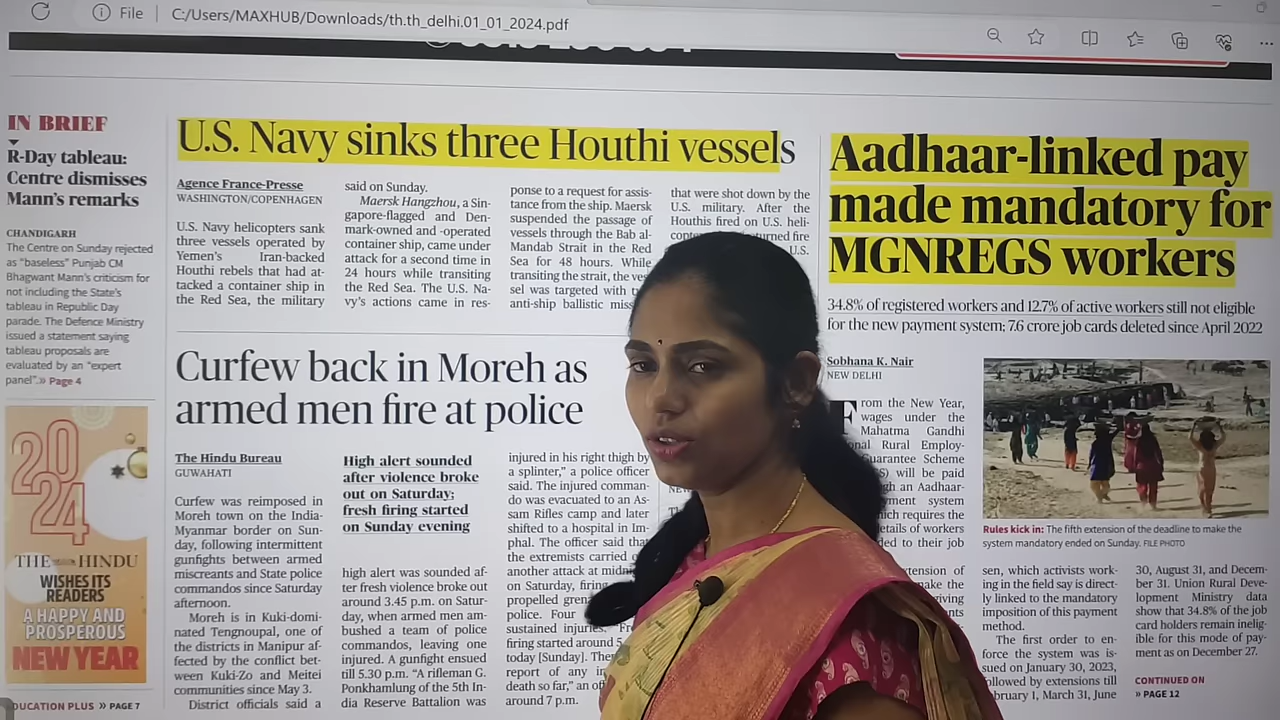 File
C:/Users/MAXHUB/Downloads/th.th_delhi.01_01_2024.pdf
IN BRIEF
R-Day tableau:
Centre dismisses
Mann's remarks
CHANDIGARH
The Centre on Sunday rejected
as "baseless" Punjab CM
Bhagwant Mann's criticism for
not including the State's
tableau in Republic Day
parade. The Defence Ministry
issued a statement saying
tableau proposals are
evaluated by an "expert
panel".» Page 4
2024
THE HINDU
WISHES ITS
READERS
A HAPPY AND
PROSPEROUS
NEW YEAR
DUCATION PLUS » PAGE 7
U.S. Navy sinks three Houthi vessels
Agence France-Presse
WASHINGTON/COPENHAGEN
U.S. Navy helicopters sank
three vessels operated by
Yemen's Iran-backed
Houthi rebels that had at-
tacked a container ship in
the Red Sea, the military
said on Sunday.
Maersk Hangzhou, a Sin-
gapore-flagged and Den-
mark-owned and -operated
container ship, came under
attack for a second time in
24 hours while transiting
the Red Sea. The U.S. Na-
vy's actions came in res-
ponse to a request for assis-
tance from the ship. Maersk
suspended the passage of
vessels through the Bab al-
Mandab Strait in the Red
Sea for 48 hours. While
transiting the strait, the ves
sel was targeted with
anti-ship ballistic
that were shot down by the
U.S. military. After the
Houthis fired on U.S. heli-
turned fire
U.S.
Curfew back in Moreh as
armed men fire at police
The Hindu Bureau
GUWAHATI
Curfew was reimposed in
Moreh town on the India-
Myanmar border on Sun-
day, following intermittent
gunfights between armed
miscreants and State police
commandos since Saturday
afternoon.
Moreh is in Kuki-domi-
nated Tengnoupal, one of
the districts in Manipur af-
fected by the conflict bet-
ween Kuki-Zo and Meitei
communities since May 3.
District officials said a
High alert sounded
after violence broke
out on Saturday;
fresh firing started
on Sunday evening
high alert was sounded af-
ter fresh violence broke out
around 3.45 p.m. on Satur-
day, when armed men am-
bushed a team of police
commandos, leaving one
injured. A gunfight ensued
till 5.30 p.m. "A rifleman G.
Ponkhamlung of the 5th In-
dia Reserve Battalion was
injured in his right thigh by
a splinter," a police officer
said. The injured comman-
do was evacuated to an As-
sam Rifles camp and later
shifted to a hospital in Im-
phal. The officer said that
the extremists carried
another attack at
on Saturday, firing
propelled
police. Four
sustained injuries.
firing started around 5
today [Sunday].
report of any
death so far," an
around 7 p.m.
Aadhaar-linked pay
made mandatory for
MGNREGS workers
34.8% of registered workers and 12.7% of active workers still not eligible
for the new payment system; 7.6 crore job cards deleted since April 2022
Sobhana K. Nair
NEW DELHI
From the New Year,
wages under the
Mahatma Gandhi
Rural Employ-
Guarantee Scheme
will be paid
an Aadhaar-
system
requires the
details of workers
to their job
Rules kick in: The fifth extension of the deadline to make the
system mandatory ended on Sunday. FILE PHOTO
sen, which activists work-
ing in the field say is direct-
ly linked to the mandatory
imposition of this payment
method.
The first order to en-
force the system was is-
sued on January 30, 2023,
followed by extensions till
February 1, March 31, June
30, August 31, and Decem-
ber 31. Union Rural Deve-
lopment Ministry data
show that 34.8% of the job
card holders remain inelig-
ible for this mode of pay-
ment as on December 27.
CONTINUED ON
» PAGE 12